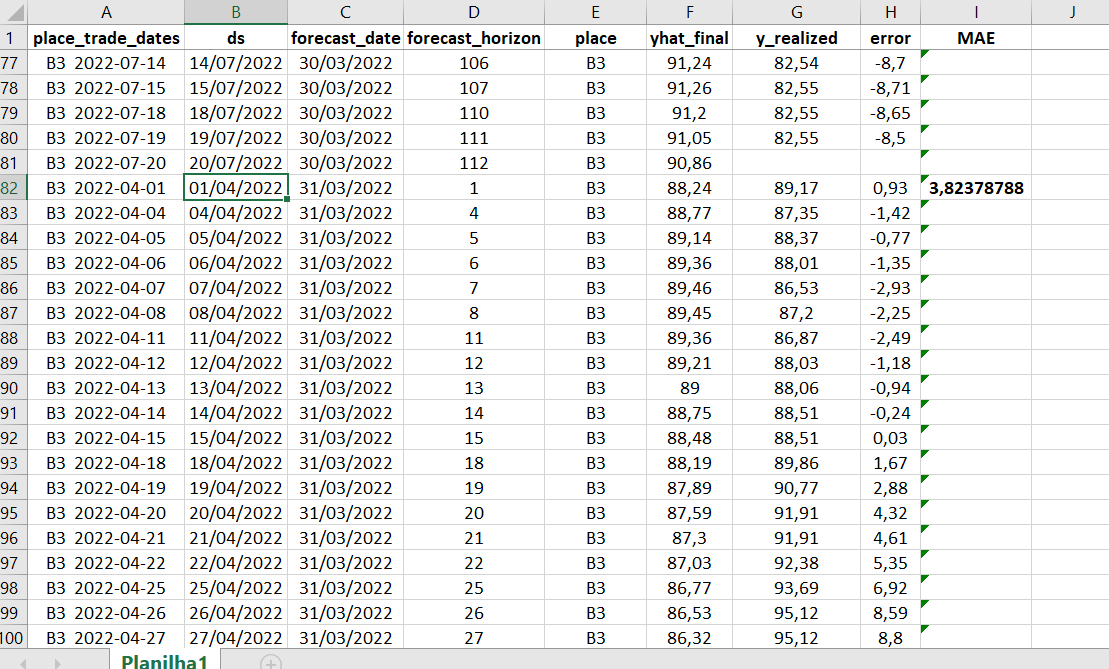 A B C D E F G H I J
1 place_trade_dates ds forecast_date forecast_horizon place yhat_final y_realized error MAE
77 B3 2022-07-14 14/07/2022 30/03/2022 106 B3 91,24 82,54 -8,7
78 B3 2022-07-15 15/07/2022 30/03/2022 107 B3 91,26 82,55 -8,71
79 B3 2022-07-18 18/07/2022 30/03/2022 110 B3 91,2 82,55 -8,65
80 B3 2022-07-19 19/07/2022 30/03/2022 111 B3 91,05 82,55 -8,5
81 B3 2022-07-20 20/07/2022 30/03/2022 112 B3 90,86
82 B3 2022-04-01 01/04/2022 31/03/2022 1 B3 88,24 89,17 0,93 3,82378788
83 B3 2022-04-04 04/04/2022 31/03/2022 4 B3 88,77 87,35 -1,42
84 B3 2022-04-05 05/04/2022 31/03/2022 5 B3 89,14 88,37 -0,77
85 B3 2022-04-06 06/04/2022 31/03/2022 6 B3 89,36 88,01 -1,35
86 B3 2022-04-07 07/04/2022 31/03/2022 7 B3 89,46 86,53 -2,93
87 B3 2022-04-08 08/04/2022 31/03/2022 8 B3 89,45 87,2 -2,25
88 B3 2022-04-11 11/04/2022 31/03/2022 11 B3 89,36 86,87 -2,49
89 B3 2022-04-12 12/04/2022 31/03/2022 12 B3 89,21 88,03 -1,18
90 B3 2022-04-13 13/04/2022 31/03/2022 13 B3 89 88,06 -0,94
91 B3 2022-04-14 14/04/2022 31/03/2022 14 B3 88,75 88,51 -0,24
92 B3 2022-04-15 15/04/2022 31/03/2022 15 B3 88,48 88,51 0,03
93 B3 2022-04-18 18/04/2022 31/03/2022 18 B3 88,19 89,86 1,67
94 B3 2022-04-19 19/04/2022 31/03/2022 19 B3 87,89 90,77 2,88
95 B3 2022-04-20 20/04/2022 31/03/2022 20 B3 87,59 91,91 4,32
96 B3 2022-04-21 21/04/2022 31/03/2022 21 B3 87,3 91,91 4,61
97 B3 2022-04-22 22/04/2022 31/03/2022 22 B3 87,03 92,38 5,35
98 B3 2022-04-25 25/04/2022 31/03/2022 25 B3 86,77 93,69 6,92
99 B3 2022-04-26 26/04/2022 31/03/2022 26 B3 86,53 95,12 8,59
100 B3 2022-04-27 27/04/2022 31/03/2022 27 B3 86,32 95,12 8,8
Planilha1